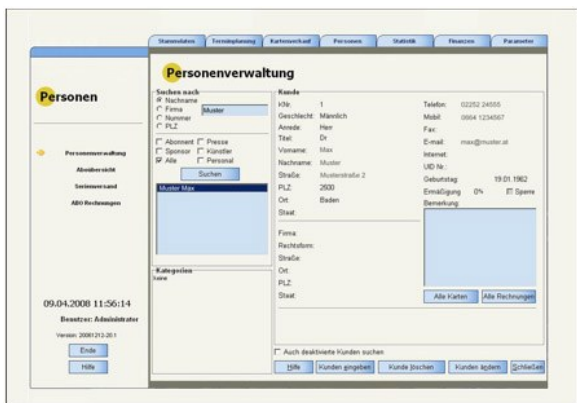 Stammdaten Terminplanung Kartenverkauf Personen Statistik Finanzen Parameter
Personen
Personenverwaltung
Aboübersicht
Serienversand
ABO Rechnungen
09.04.2008 11:56:14
Benutzer: Administrator
Version: 20081212-20.1
Ende
Hilfe
Personenverwaltung
Suchen nach
Nachname
Firma
Muster
Nummer
PLZ
Abonnent Presse
Sponsor Künstler
Alle Personal
Suchen
Muster Max
Kategorien
keine
Kunde
KNr. 1
Geschlecht: Männlich
Anrede: Herr
Titel: Dr
Vorname: Max
Nachname: Muster
Straße: Musterstraße 2
PLZ: 2500
Ort: Baden
Staat:
Firma:
Rechtsform:
Straße:
Ort:
PLZ:
Staat:
Telefon: 02252 24555
Mobil: 0664 1234567
Fax:
E-mail: max@muster.at
Internet:
UID Nr.:
Geburtstag: 19.01.1962
Ermäßigung 0% Sperre
Bemerkung:
Alle Karten Alle Rechnungen
Auch deaktivierte Kunden suchen
Hilfe Kunden eingeben Kunde löschen Kunden ändern Schließen